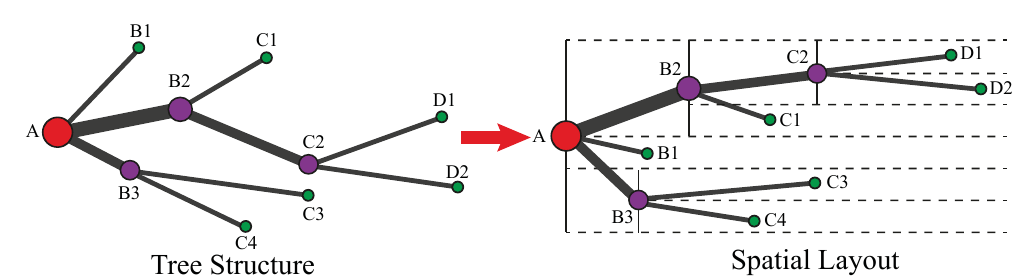 B1
C1
B2
A
D1
C2
D2
B3
C3
C4
Tree Structure
C2
D1
B2
D2
C1
A
B1
C3
B3
C4
Spatial Layout